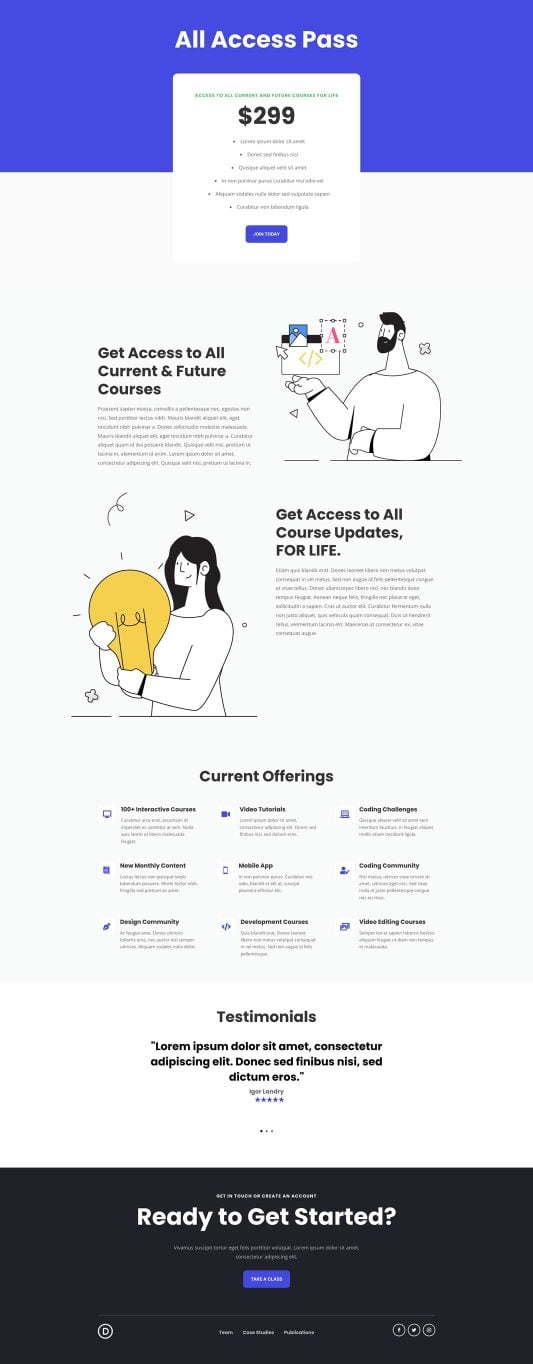 All Access Pass
ACCESS TO ALL CURRENT AND FUTURE COURSES FOR LIFE
$299
Lorem ipsum dolor sit amet
Donec sed finibus nisi
Quisque aliquet velit sit amet
In non pulvinar purus curabitur nisi odio vel
Aliquam sodales nulla dolor sed vulputate sapien
Curabitur non bibendum ligula
JOIN TODAY
A
</>
Get Access to All
Current & Future
Courses
Praesent sapien massa, convallis a pellentesque nec, egestas non
nisi. Sed porttitor lectus nibh. Mauris blandit aliquet elit, eget
tincidunt nibh pulvinar a. Donec sollicitudin molestie malesuada.
Mauris blandit aliquet elit, eget tincidunt nibh pulvinar a. Curabitur
aliquet quam id dui posuere blandit. Quisque velit nisi, pretium ut
lacinia in, elementum id enim. Lorem ipsum dolor sit amet,
consectetur adipiscing elit. Quisque velit nisi, pretium ut lacinia in.
Get Access to All
Course Updates,
FOR LIFE.
Etiam quis blandit erat. Donec laoreet libero non metus volutpat
consequat in vel metus. Sed non augue id felis pellentesque congue
et vitae tellus. Donec ullamcorper libero nisi, nec blandit dolor
tempus feugiat. Aenean neque felis, fringilla nec placerat eget,
sollicitudin a sapien. Cras ut auctor elit. Curabitur fermentum nulla
non justo aliquet, quis vehicula quam consequat. Duis ut hendrerit
tellus, elementum lacinia elit. Maecenas at consectetur ex, vitae
consequat augue.
Current Offerings
100+ Interactive Courses
Curabitur arcu erat, accumsan id
imperdiet et, porttitor at sem. Nulla
quis lorem ut libero malesuada
feugiat.
Video Tutorials
Lorem ipsum dolor sit amet,
consectetur adipiscing elit. Donec sed
finibus nisi, sed dictum eros.
Coding Challenges
Quisque aliquet velit sit amet sem
interdum faucibus. In feugiat aliquet
mollis etiam tincidunt ligula.
New Monthly Content
Luctus lectus non quisque turpis
bibendum posuere. Morbi tortor nibh,
fringilla sed pretium sit amet.
Mobile App
In non pulvinar purus. Curabitur nisi
odio, blandit et elit at, suscipit
pharetra efficitur elit.
Coding Community
Nisl massa, ultrices vitae ornare sit
amet, ultricies eget orci. Sed vitae
nulla et justo pellentesque congue
nec eu risus.
Design Community
Ac feugiat ante. Donec ultricies
lobortis eros, nec auctor nisl semper
ultricies. Aliquam sodales nulla dolor.
Development Courses
Quis blandit erat. Donec laoreet
libero non metus volutpat consequat
in vel metus. Sed non augue id felis
pellentesque.
Video Editing Courses
Semper leo et sapien lobortis facilisis
aliquam feugiat ut diam non tempus
et malesuada.
Testimonials
"Lorem ipsum dolor sit amet, consectetur
adipiscing elit. Donec sed finibus nisi, sed
dictum eros."
Igor Landry
★★★★★
GET IN TOUCH OR CREATE AN ACCOUNT
Ready to Get Started?
Vivamus suscipit tortor eget felis porttitor volutpat. Lorem ipsum dolor sit amet,
consectetur adipiscing elit.
TAKE A CLASS
D
Team Case Studies Publications